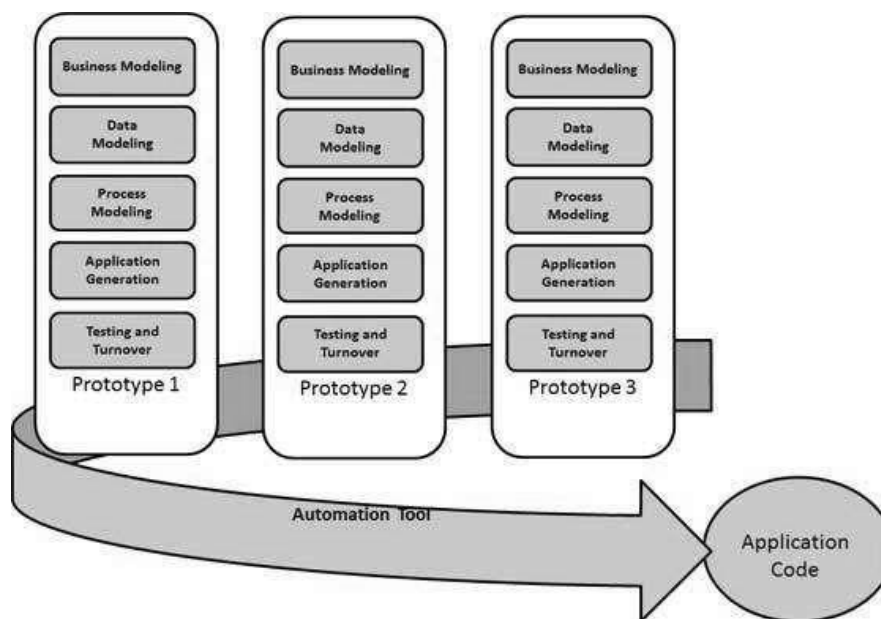 Business Modeling
Data
Modeling
Process
Modeling
Application
Generation
Testing and
Turnover
Prototype 1
Business Modeling
Data
Modeling
Process
Modeling
Application
Generation
Testing and
Turnover
Prototype 2
Business Modeling
Data
Modeling
Process
Modeling
Application
Generation
Testing and
Turnover
Prototype 3
Automation Tool
Application
Code